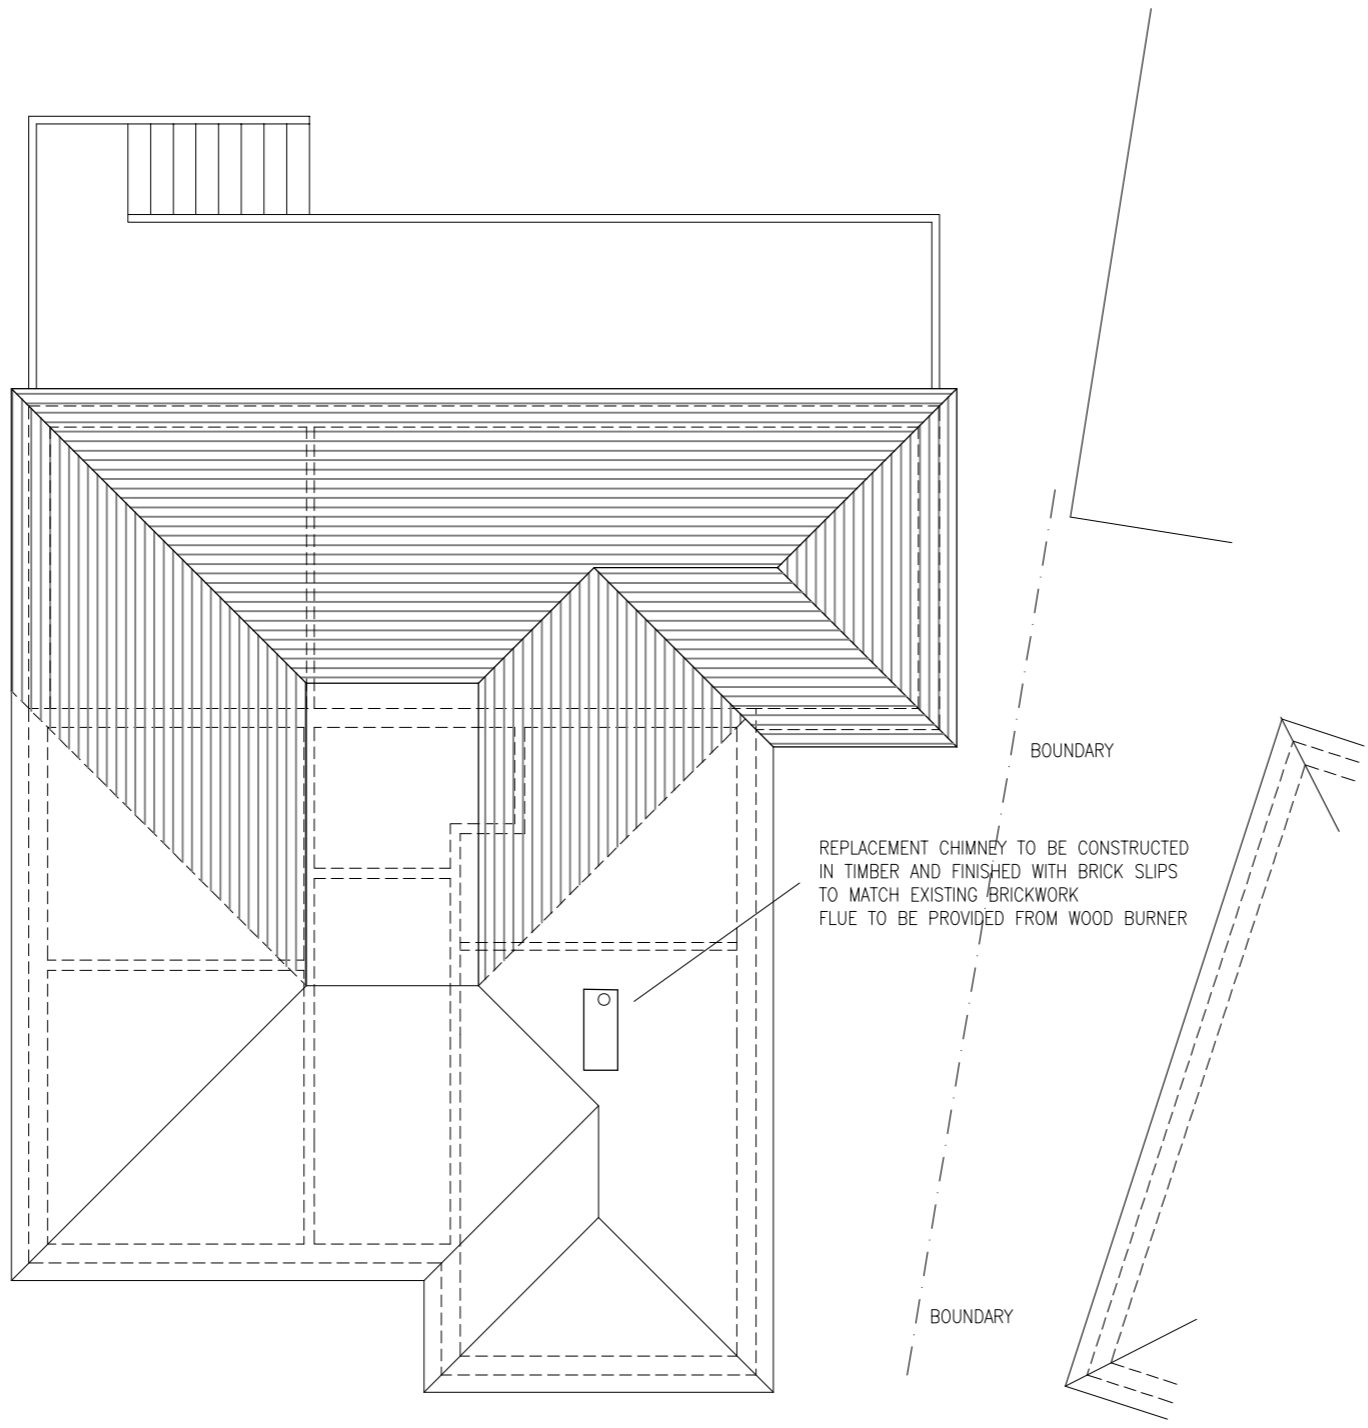 BOUNDARY
REPLACEMENT CHIMNEY TO BE CONSTRUCTED
IN TIMBER AND FINISHED WITH BRICK SLIPS
TO MATCH EXISTING BRICKWORK
FLUE TO BE PROVIDED FROM WOOD BURNER
BOUNDARY